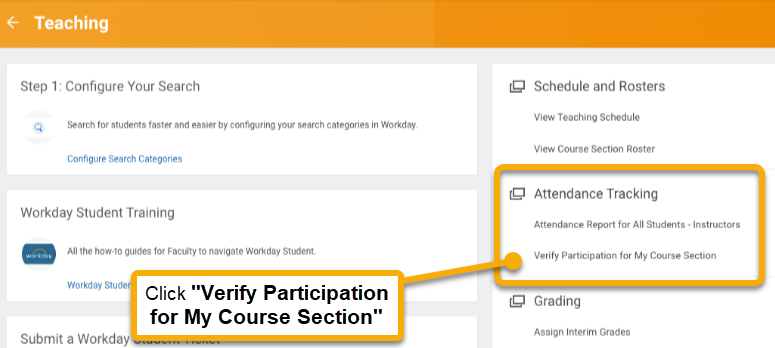 ← Teaching
Step 1: Configure Your Search
Search for students faster and easier by configuring your search categories in Workday.
Configure Search Categories
Workday Student Training
workday
All the how-to guides for Faculty to navigate Workday Student.
Workday Studen
Submit a Workday Student Ticket
Schedule and Rosters
View Teaching Schedule
View Course Section Roster
Attendance Tracking
Attendance Report for All Students - Instructors
Verify Participation for My Course Section
Grading
Assign Interim Grades
Click "Verify Participation
for My Course Section"